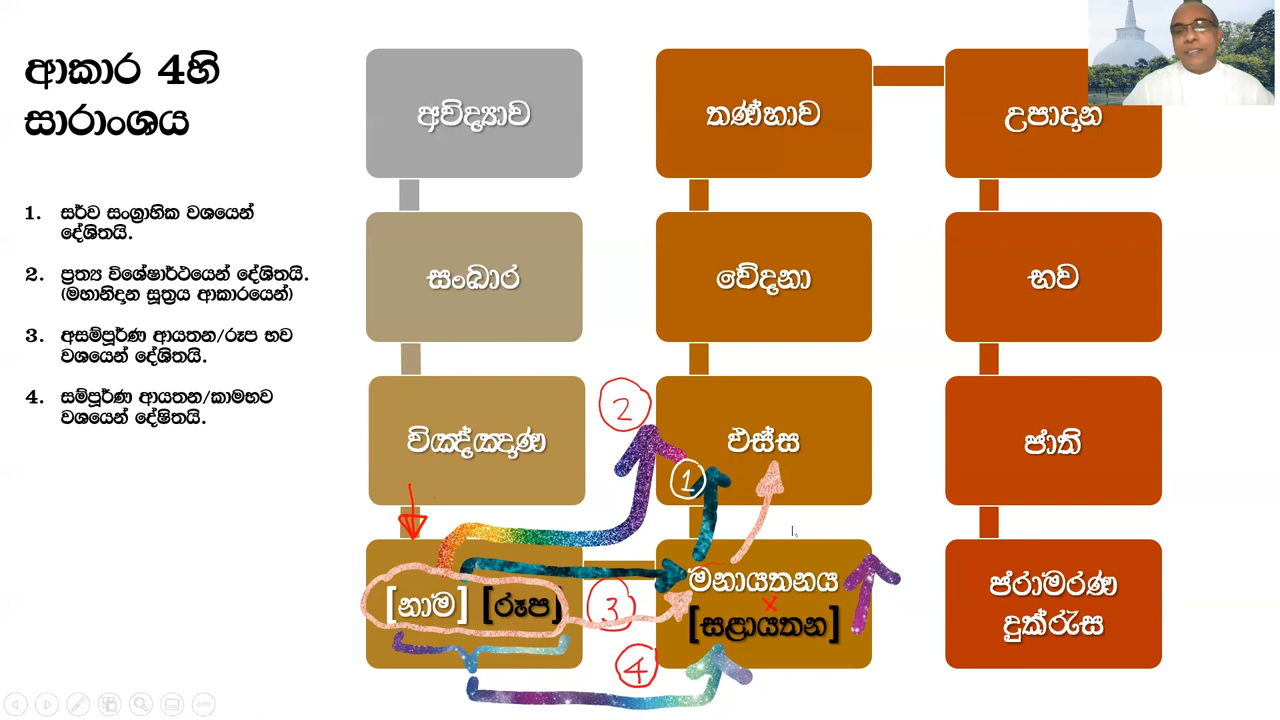 ආකාර 4හි
සාරාංශය
1. සර්ව සංග්‍රාහික වශයෙන්
දේශිතයි.
2. ප්‍රත්‍ය විශේෂාර්ථයෙන් දේශිතයි.
(මහානිදාන සූත්‍රය ආකාරයෙන්)
3. අසම්පූර්ණ ආයතන/රූප භව
වශයෙන් දේශිතයි.
4. සම්පූර්ණ ආයතන/කාමභව
වශයෙන් දේෂිතයි.
අවිද්‍යාව
සංඛාර
විඤ්ඤණ
[නාම] [රූප]
තණ්හාව
වේදනා
ඵස්ස
මනායතනය
[සළායතන]
උපාදාන
භව
ජාති
ජරාමරණ
දුක්රැස
2
1
3
4